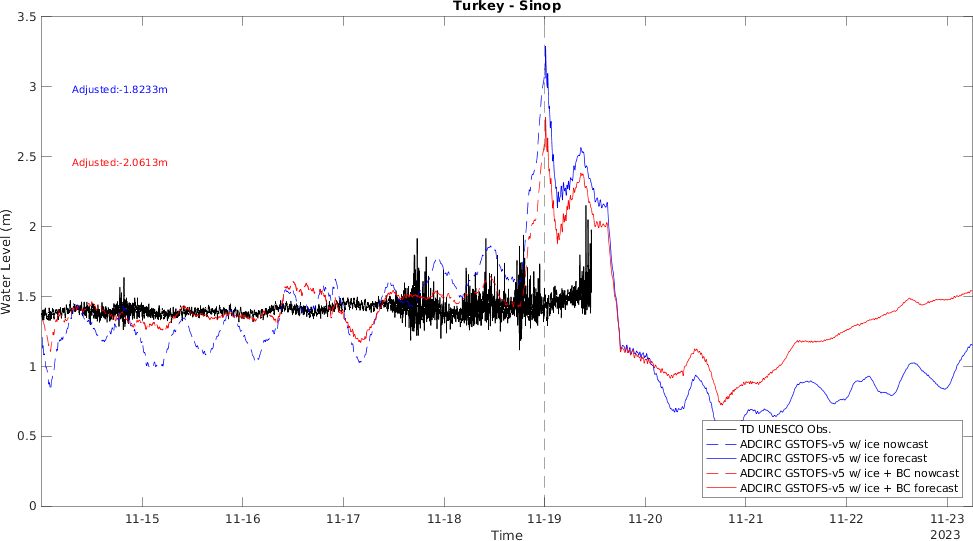 Turkey - Sinop
3.5
3
2.5
2
1.5
1
0.5
0
Water Level (m)
Adjusted:-1.8233m
Adjusted:-2.0613m
TD UNESCO Obs.
ADCIRC GSTOFS-v5 w/ ice nowcast
ADCIRC GSTOFS-v5 w/ ice forecast
ADCIRC GSTOFS-v5 w/ ice + BC nowcast
ADCIRC GSTOFS-v5 w/ ice + BC forecast
11-15 11-16 11-17 11-18 11-19 11-20 11-21 11-22 11-23
2023
Time